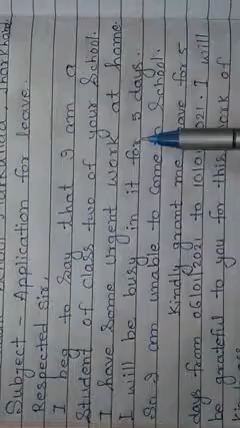 Subject - Application for leave.
Respected Sir,
I beg to say that I am a
Student of class two of your School.
I have Some urgent work at home.
I will be busy in it for 5 days.
So I am unable to Come School.
Kindly grant me leave for 5
days from 06/01/2021 to 2021. I will
be grateful to you for this work of